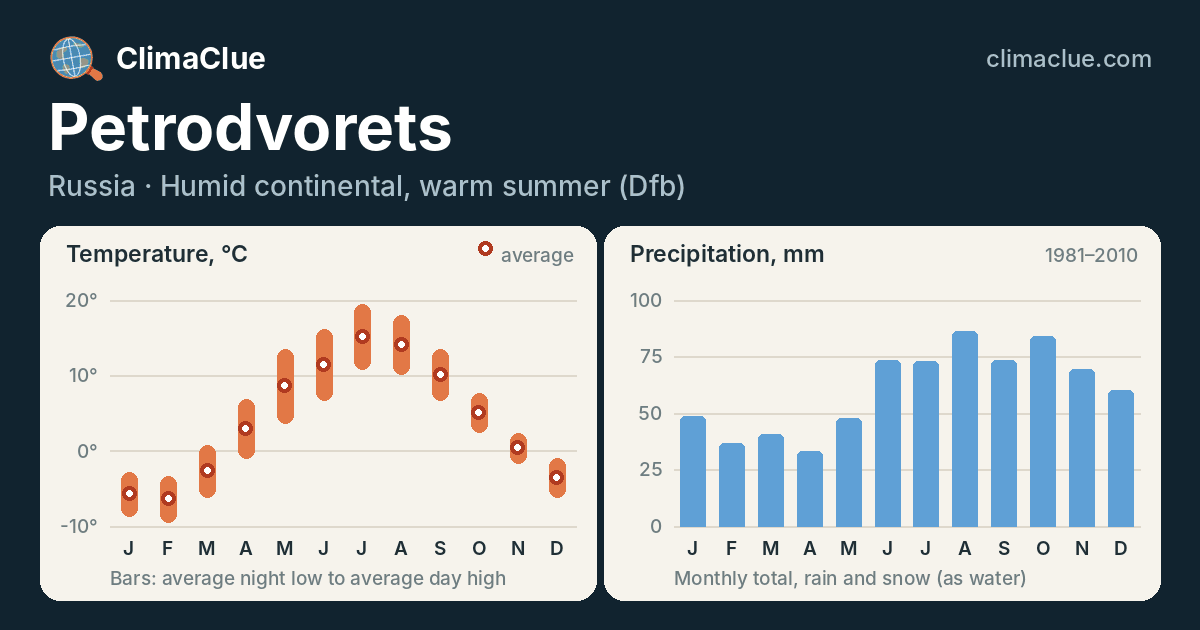 ClimaClue
climaclue.com
Petrodvorets
Russia · Humid continental, warm summer (Dfb)
Temperature, °C
average
20°
10°
0°
-10°
J F M A M J J A S O N D
Bars: average night low to average day high
Precipitation, mm
1981–2010
100
75
50
25
0
J F M A M J J A S O N D
Monthly total, rain and snow (as water)